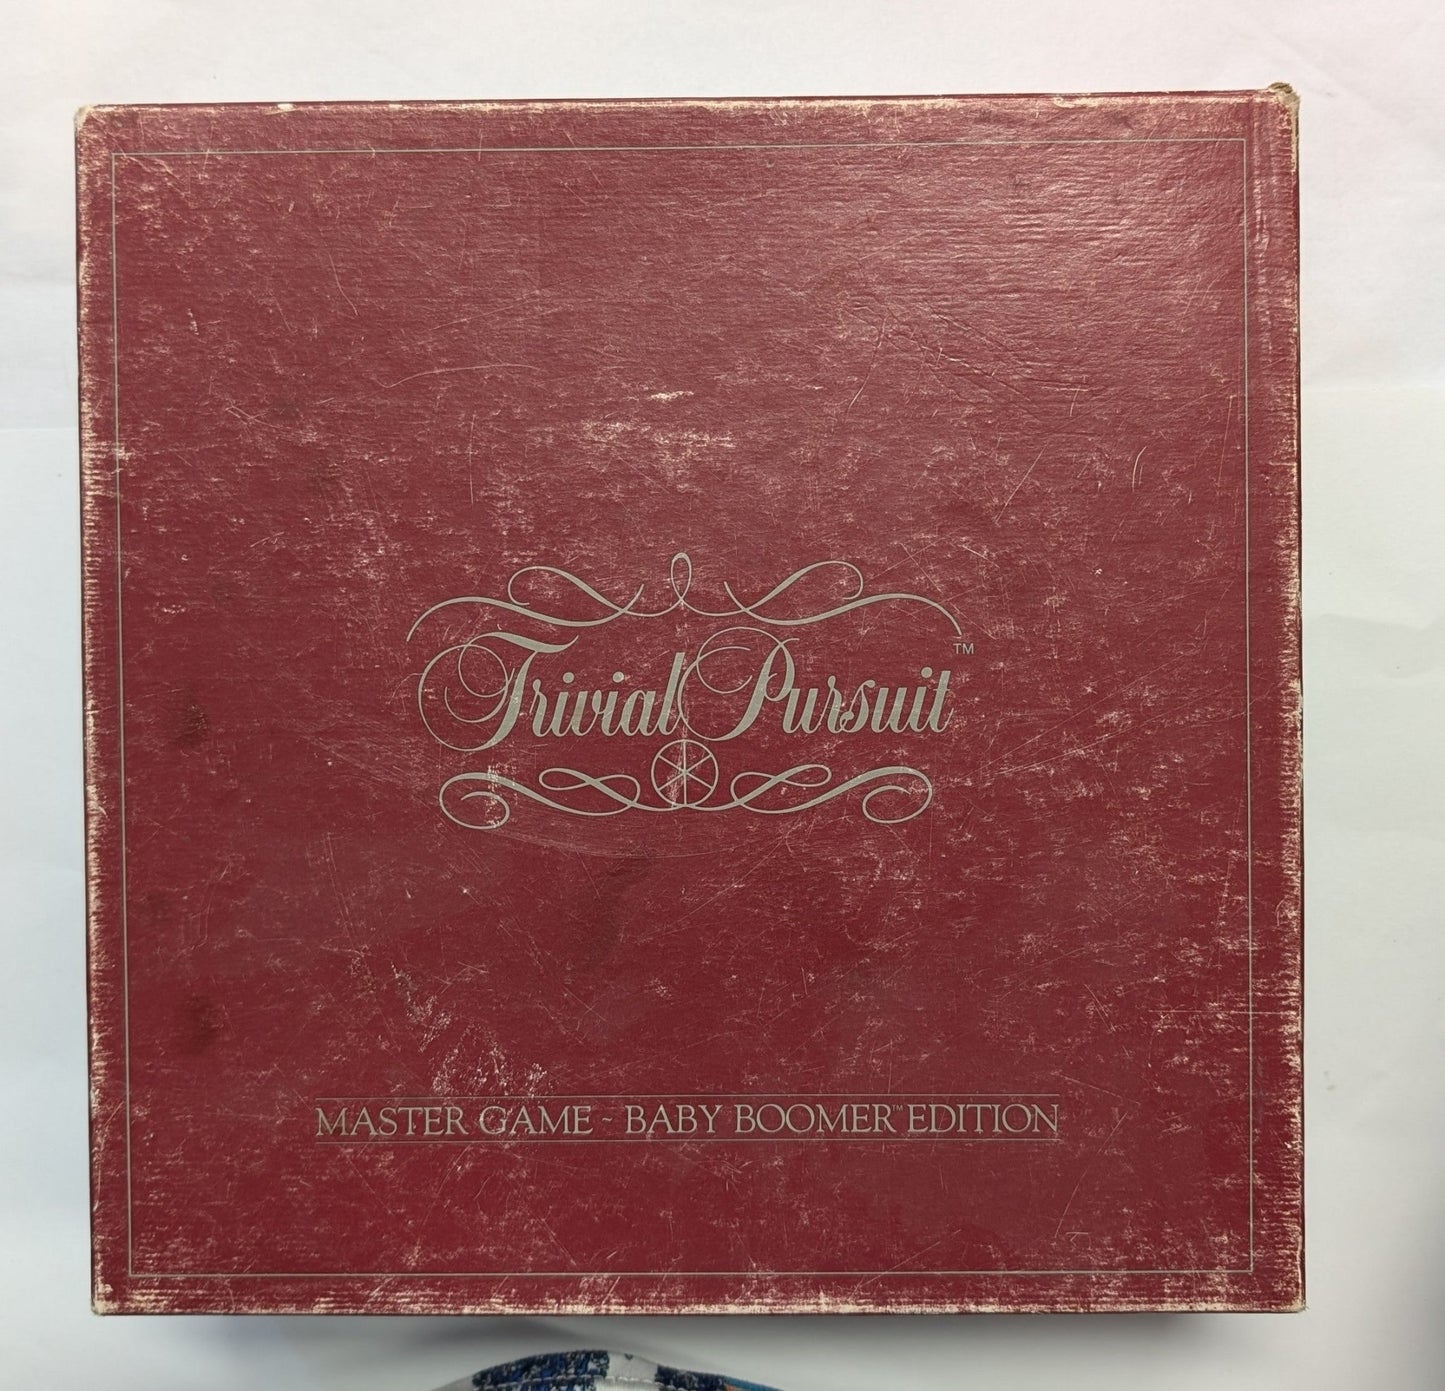 Trivial Pursuit™
MASTER GAME ~ BABY BOOMER™ EDITION